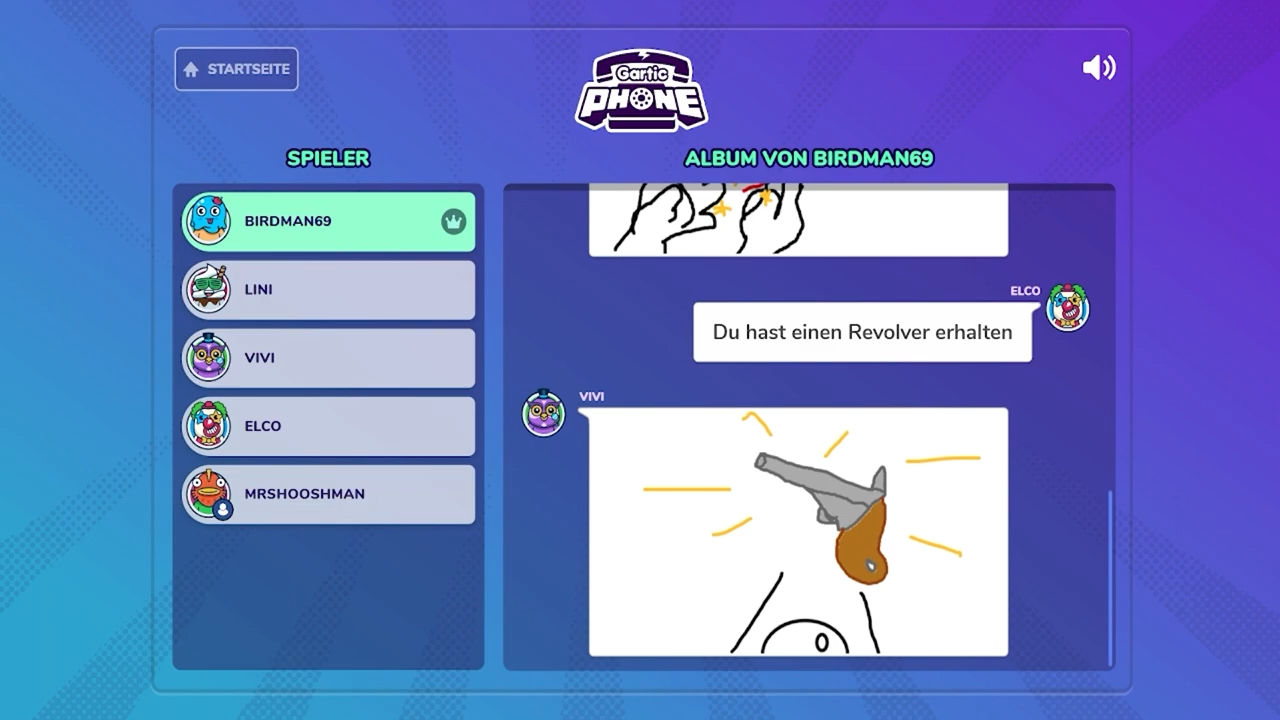 STARTSEITE
Gartic
PHONE
SPIELER
ALBUM VON BIRDMAN69
BIRDMAN69
LINI
VIVI
ELCO
MRSHOOSHMAN
ELCO
Du hast einen Revolver erhalten
VIVI